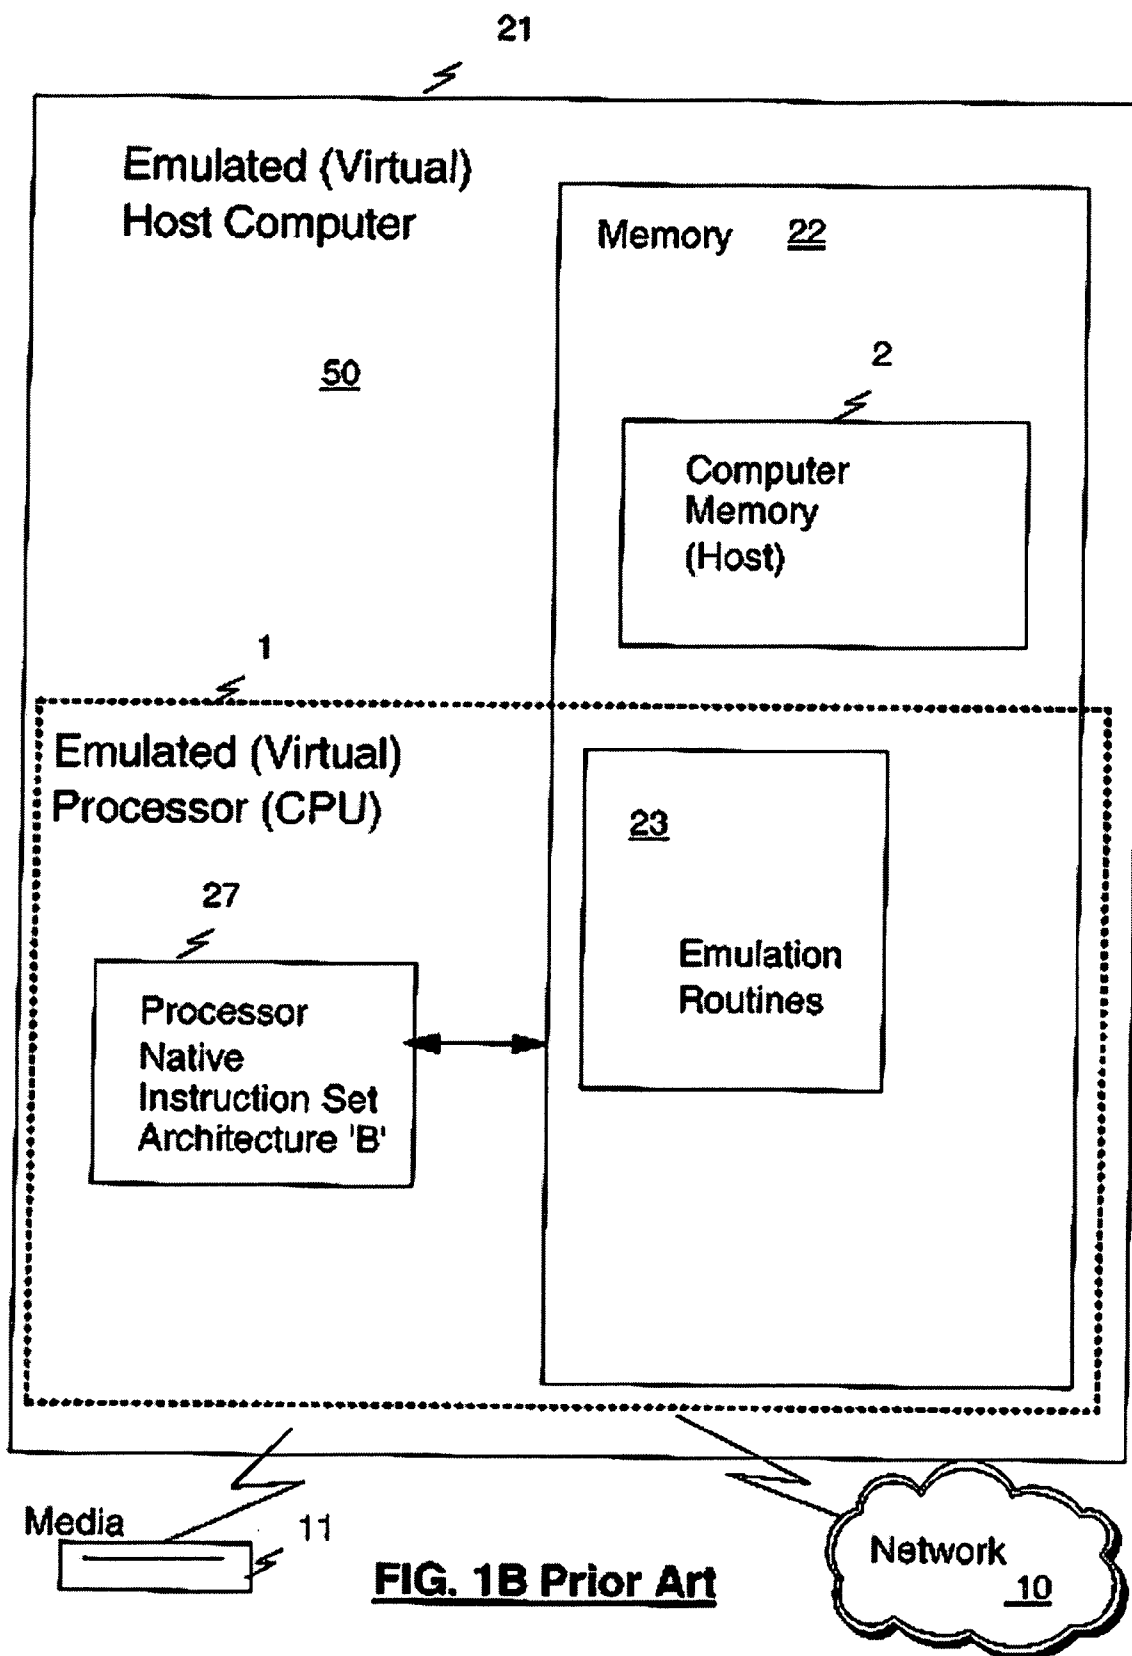 21
Emulated (Virtual)
Host Computer
50
Memory 22
2
Computer
Memory
(Host)
1
Emulated (Virtual)
Processor (CPU)
27
Processor
Native
Instruction Set
Architecture 'B'
23
Emulation
Routines
Media
11
FIG. 1B Prior Art
Network
10